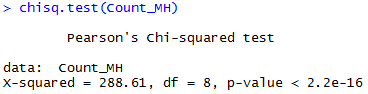 > chisq.test(Count_MH)
Pearson's Chi-squared test
data:  Count_MH
X-squared = 288.61, df = 8, p-value < 2.2e-16